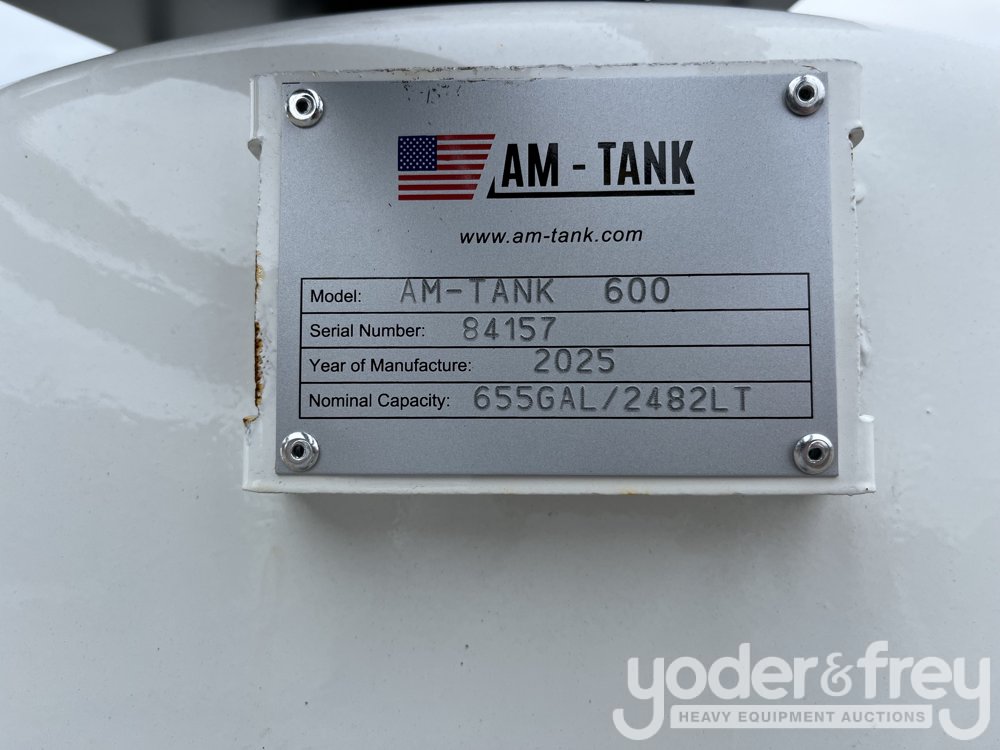 AM - TANK
www.am-tank.com
Model: AM-TANK 600
Serial Number: 84157
Year of Manufacture: 2025
Nominal Capacity: 655GAL/2482LT
yoder&frey
HEAVY EQUIPMENT AUCTIONS